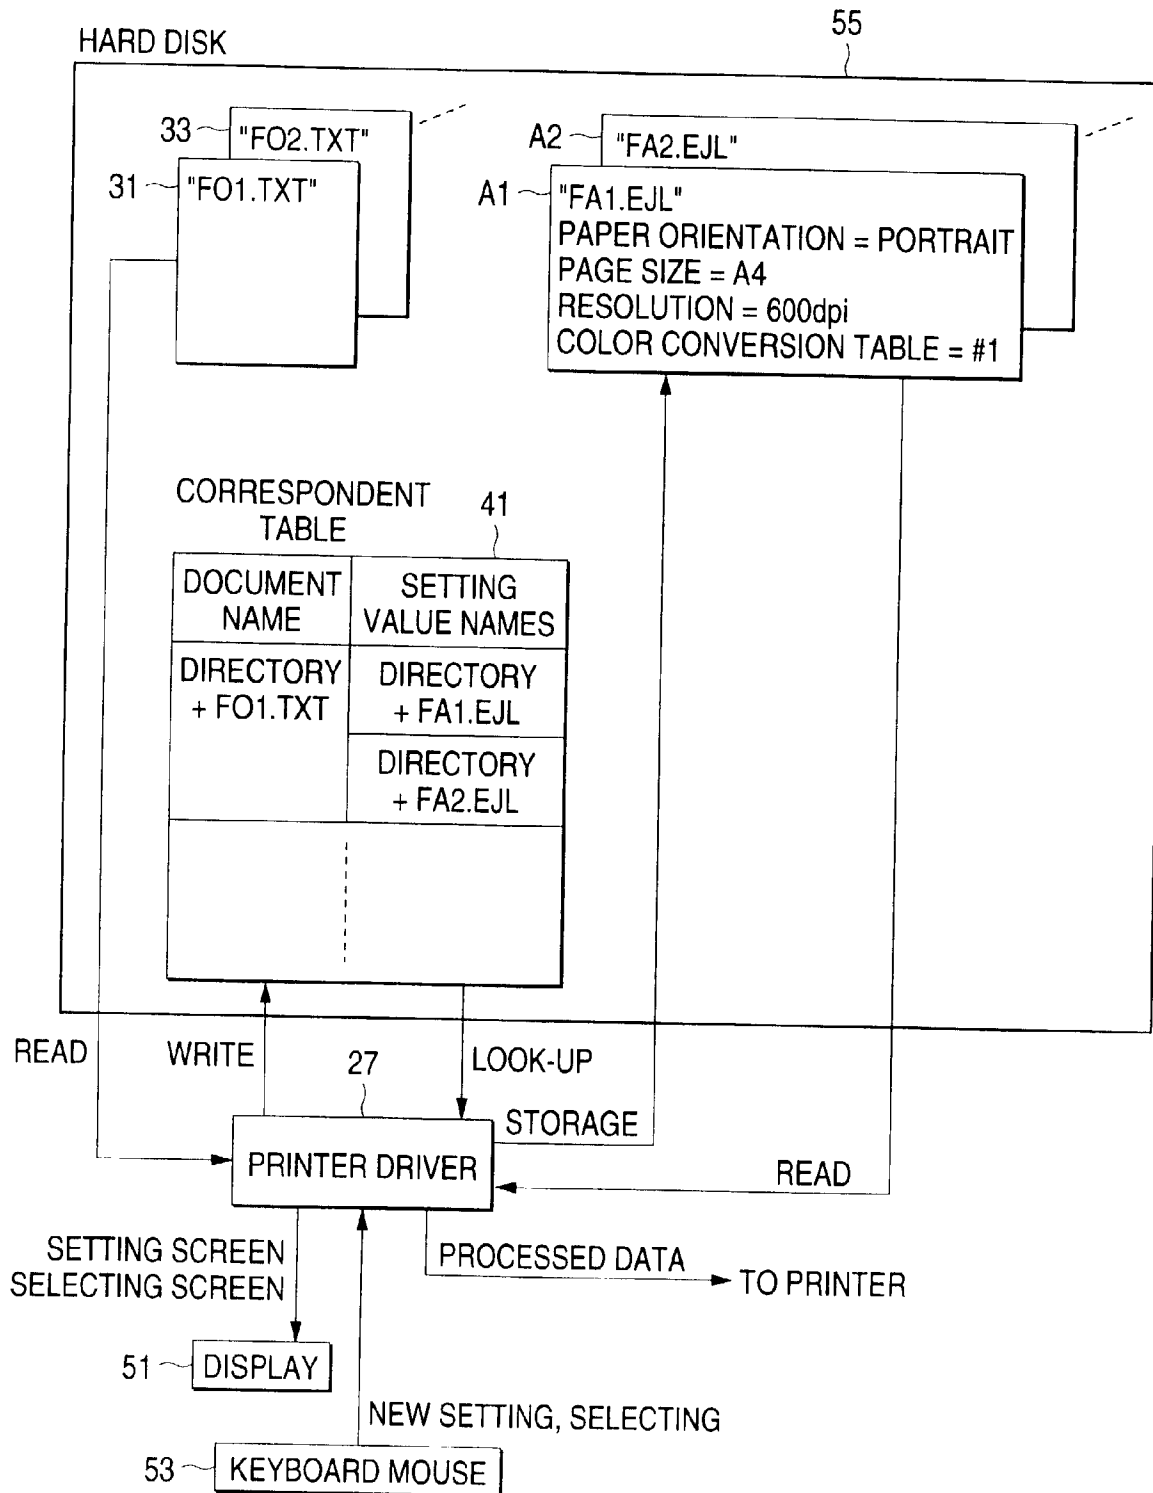 55
HARD DISK
33
"FO2.TXT"
31
"FO1.TXT"
A2
"FA2.EJL"
A1
"FA1.EJL"
PAPER ORIENTATION = PORTRAIT
PAGE SIZE = A4
RESOLUTION = 600dpi
COLOR CONVERSION TABLE = #1
CORRESPONDENT
TABLE
41
DOCUMENT
NAME
SETTING
VALUE NAMES
DIRECTORY
+ FO1.TXT
DIRECTORY
+ FA1.EJL
DIRECTORY
+ FA2.EJL
READ
WRITE
27
LOOK-UP
STORAGE
PRINTER DRIVER
READ
SETTING SCREEN
SELECTING SCREEN
PROCESSED DATA
TO PRINTER
51
DISPLAY
NEW SETTING, SELECTING
53
KEYBOARD MOUSE